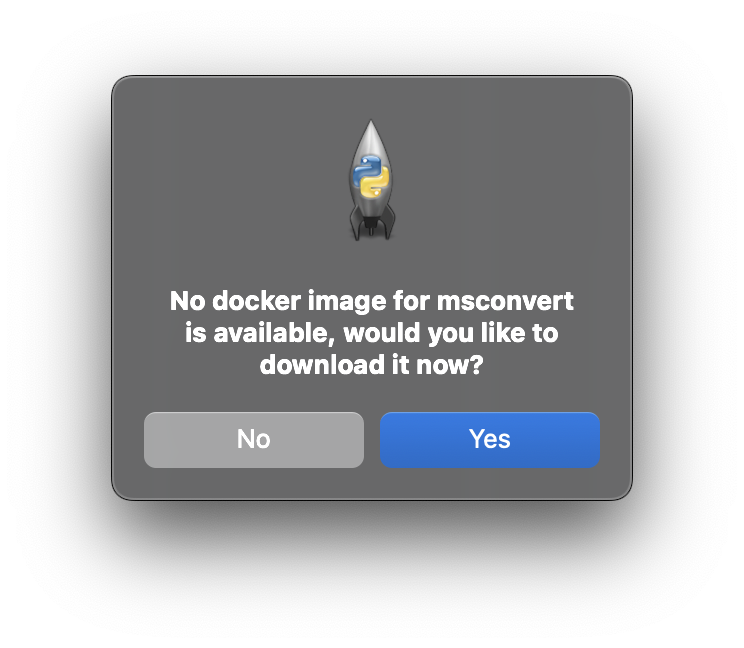 No docker image for msconvert
is available, would you like to
download it now?
No
Yes